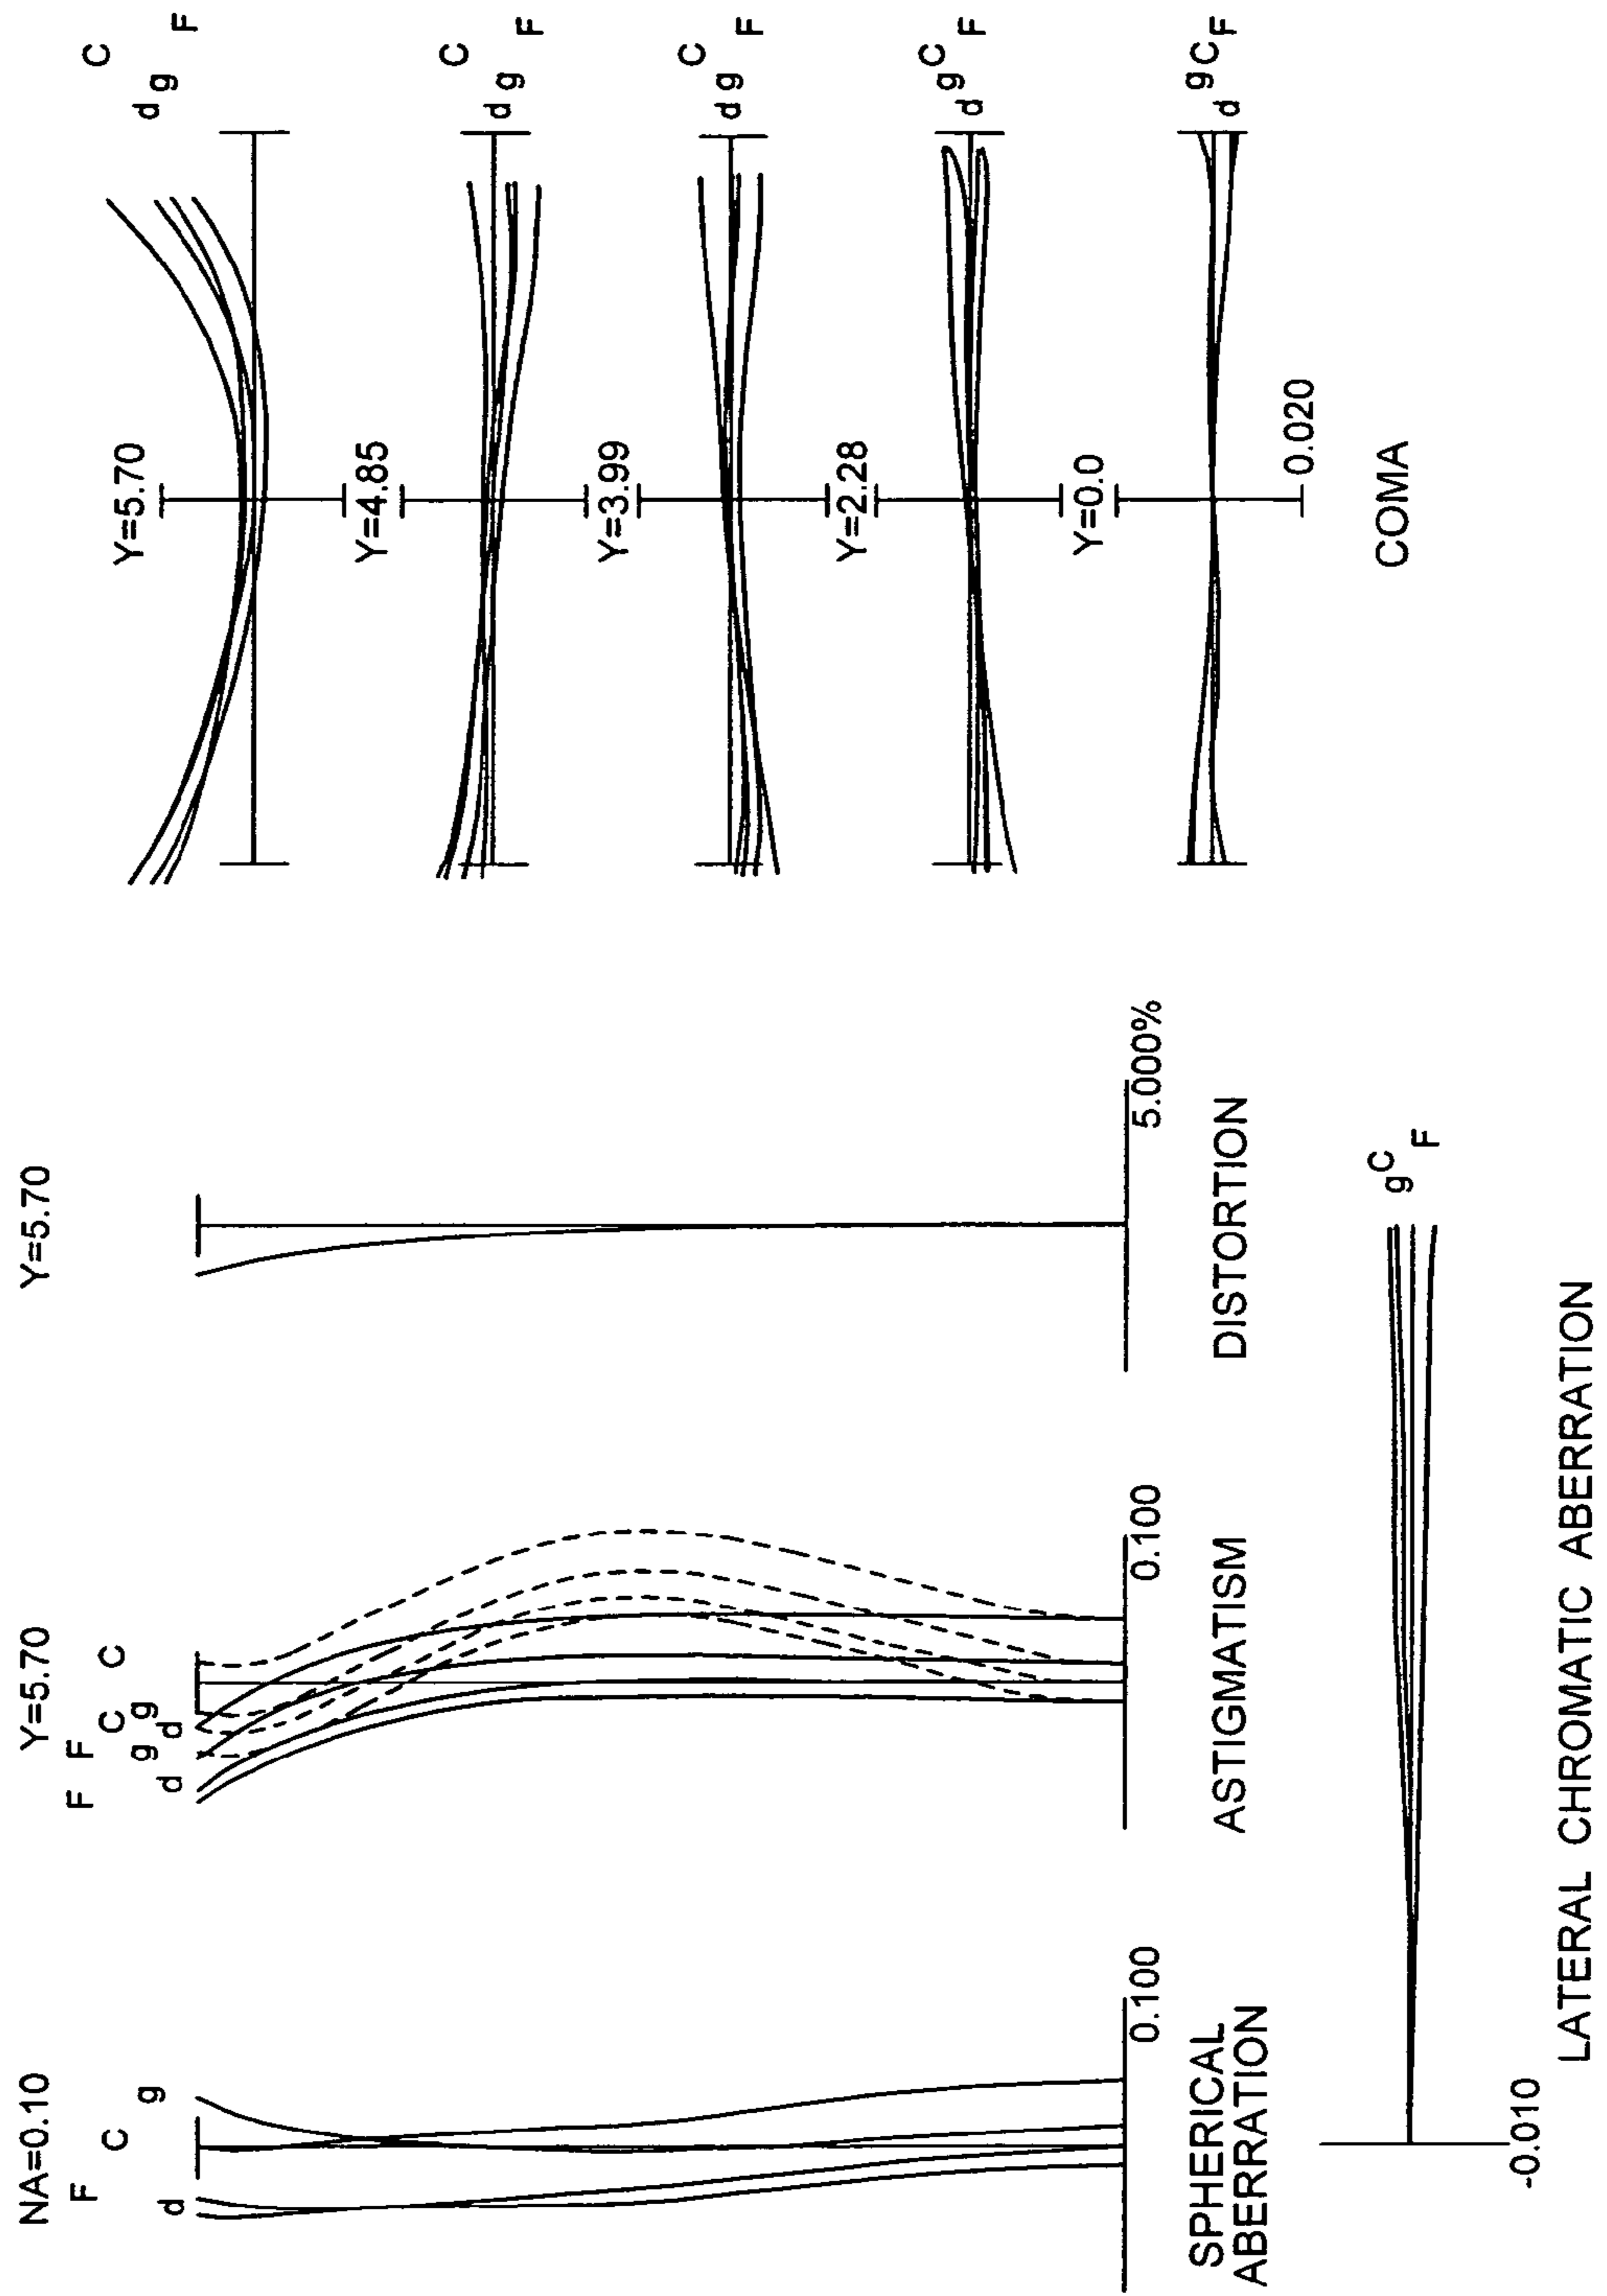 NA=0.10
F
C
g
d
0.100
SPHERICAL
ABERRATION
Y=5.70
F F
C C
g g
d d
0.100
ASTIGMATISM
Y=5.70
5.000%
DISTORTION
Y=5.70
C
d g
F
Y=4.85
C
d g
F
Y=3.99
C
d g
F
Y=2.28
C
d g
F
Y=0.0
g C F
d
0.020
COMA
g C
F
-0.010
LATERAL CHROMATIC ABERRATION